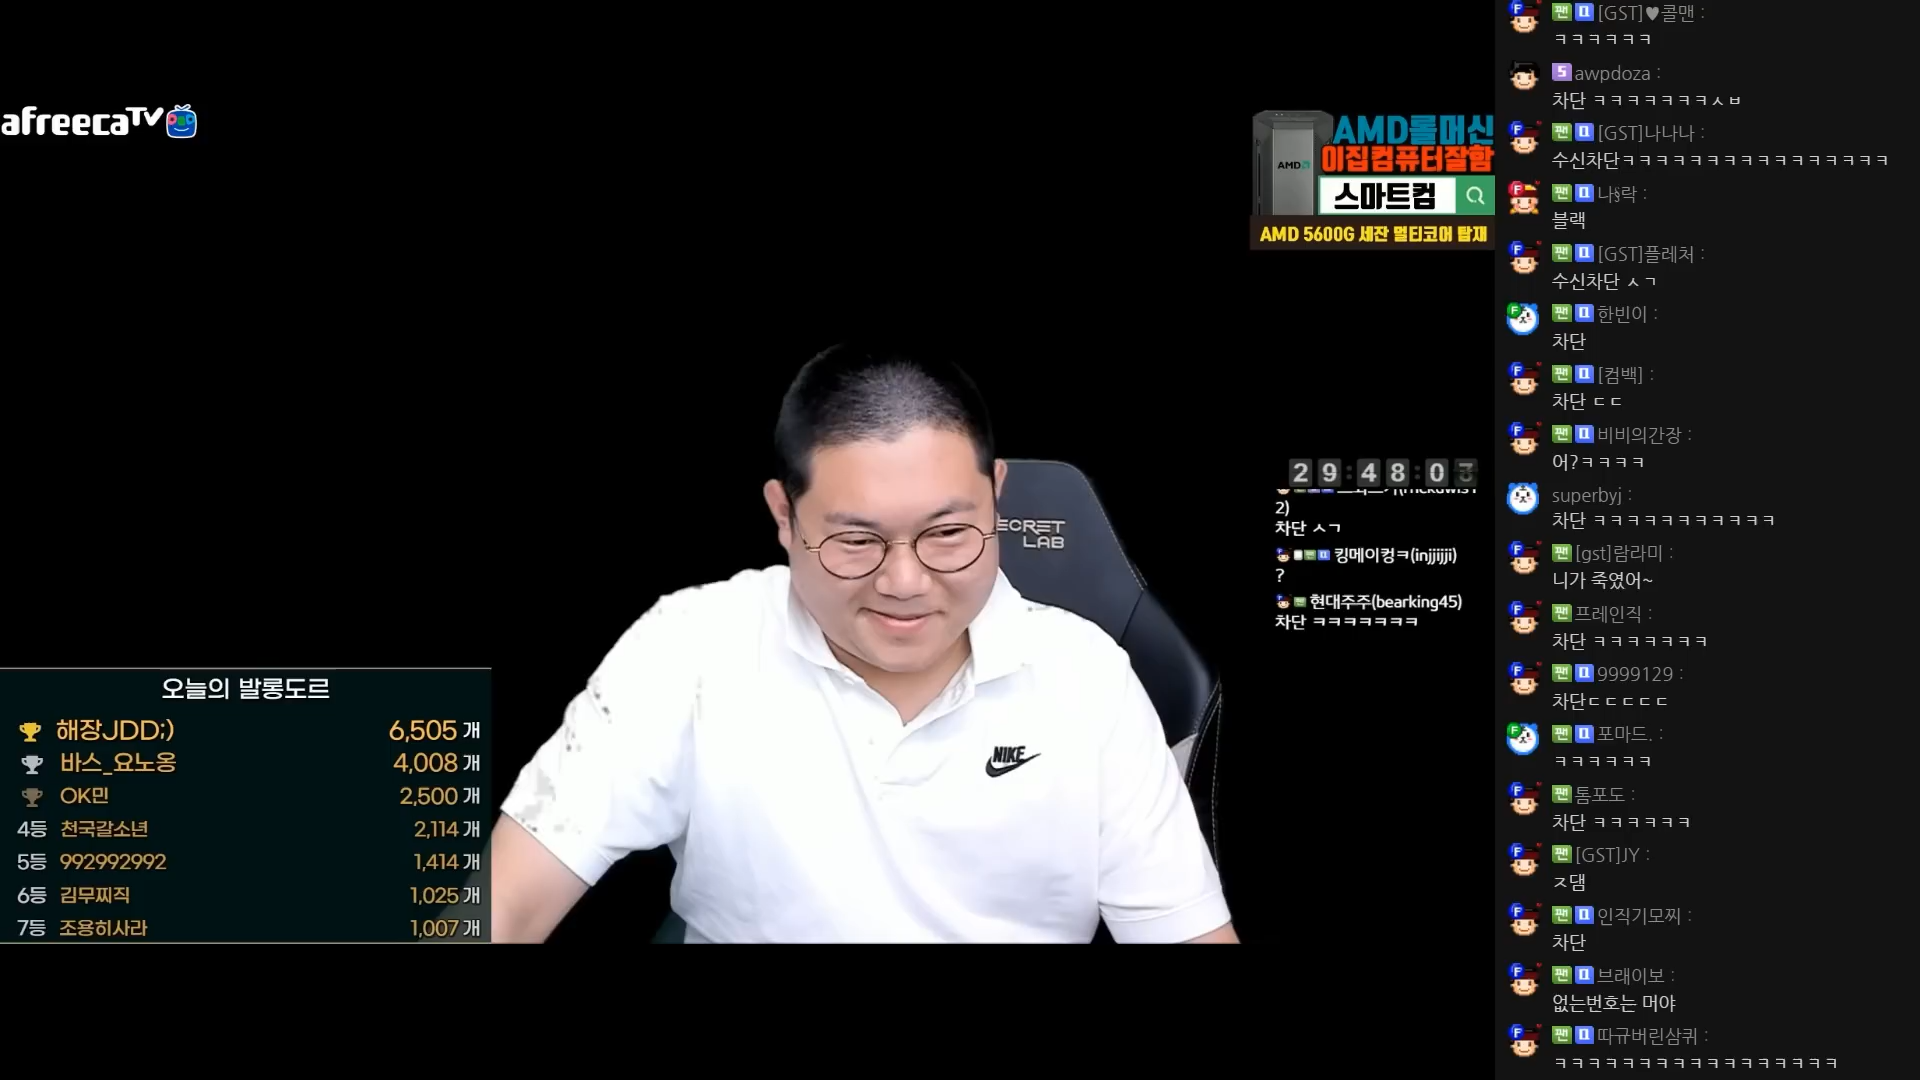 afreecaTV
AMD롤머신
이집컴퓨터잘함
AMD
스마트컴
AMD 5600G 세잔 멀티코어 탑재
29:48:0
2)
차단 ㅅㄱ
킹메이컹ㅋ(injjijji)
?
현대주주(bearking45)
차단 ㅋㅋㅋㅋㅋㅋㅋ
SECRET
LAB
NIKE
오늘의 발롱도르
해장JDD;) 6,505 개
바스_요노옹 4,008 개
OK민 2,500 개
4등 천국갈소년 2,114 개
5등 992992992 1,414 개
6등 김무찌직 1,025 개
7등 조용히사라 1,007 개
팬 [GST]♥콜맨 :
ㅋㅋㅋㅋㅋㅋ
S awpdoza :
차단 ㅋㅋㅋㅋㅋㅋㅋㅅㅂ
팬 [GST]나나나 :
수신차단ㅋㅋㅋㅋㅋㅋㅋㅋㅋㅋㅋㅋㅋㅋㅋㅋ
팬 나§락 :
블랙
팬 [GST]플레처 :
수신차단 ㅅㄱ
팬 한빈이 :
차단
팬 [컴백] :
차단 ㄷㄷ
팬 비비의간장 :
어?ㅋㅋㅋㅋ
superbyj :
차단 ㅋㅋㅋㅋㅋㅋㅋㅋㅋㅋㅋ
팬 [gst]람라미 :
니가 죽였어~
팬 프레인직 :
차단 ㅋㅋㅋㅋㅋㅋㅋ
팬 9999129 :
차단ㄷㄷㄷㄷㄷ
팬 포마드. :
ㅋㅋㅋㅋㅋㅋ
팬 톰포도 :
차단 ㅋㅋㅋㅋㅋㅋ
팬 [GST]JY :
ㅈ댐
팬 인직기모찌 :
차단
팬 브래이보 :
없는번호는 머야
팬 따규버린삼퀴 :
ㅋㅋㅋㅋㅋㅋㅋㅋㅋㅋㅋㅋㅋㅋㅋㅋㅋ